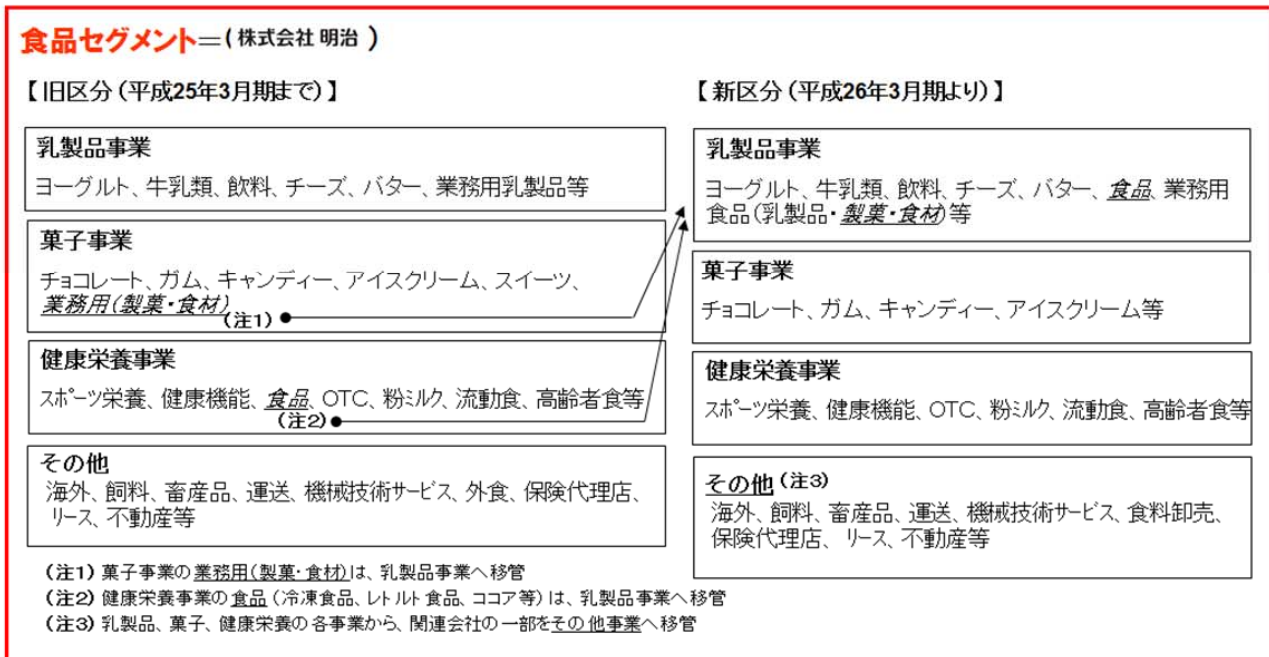 食品セグメント＝(株式会社 明治 )
【旧区分（平成25年3月期まで）】
乳製品事業
ヨーグルト、牛乳類、飲料、チーズ、バター、業務用乳製品等
菓子事業
チョコレート、ガム、キャンディー、アイスクリーム、スイーツ、
業務用(製菓・食材)
(注1)
健康栄養事業
スポーツ栄養、健康機能、食品、OTC、粉ミルク、流動食、高齢者食等
(注2)
その他
海外、飼料、畜産品、運送、機械技術サービス、外食、保険代理店、
リース、不動産等
【新区分（平成26年3月期より）】
乳製品事業
ヨーグルト、牛乳類、飲料、チーズ、バター、食品、業務用
食品(乳製品・製菓・食材)等
菓子事業
チョコレート、ガム、キャンディー、アイスクリーム等
健康栄養事業
スポーツ栄養、健康機能、OTC、粉ミルク、流動食、高齢者食等
その他(注3)
海外、飼料、畜産品、運送、機械技術サービス、食料卸売、
保険代理店、リース、不動産等
(注1) 菓子事業の業務用(製菓・食材)は、乳製品事業へ移管
(注2) 健康栄養事業の食品(冷凍食品、レトルト食品、ココア等)は、乳製品事業へ移管
(注3) 乳製品、菓子、健康栄養の各事業から、関連会社の一部をその他事業へ移管